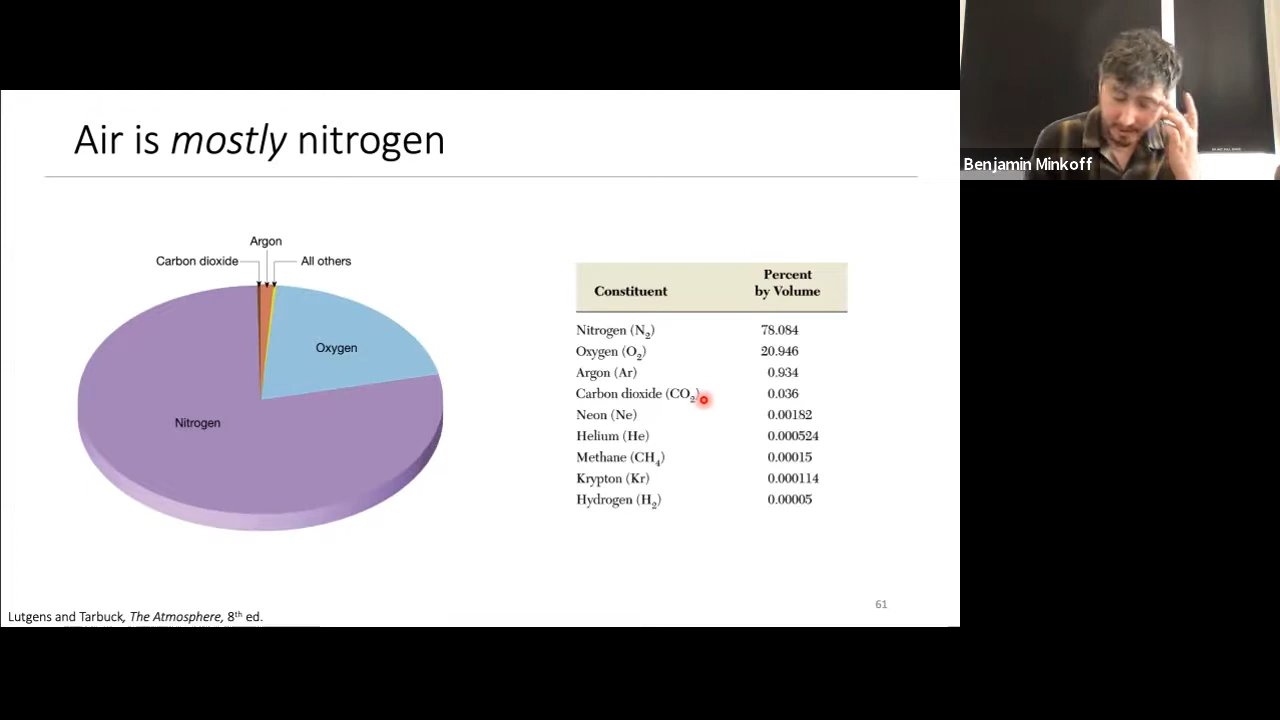 Air is mostly nitrogen
Benjamin Minkoff
Argon
Carbon dioxide
All others
Oxygen
Nitrogen
Constituent
Percent
by Volume
Nitrogen (N₂) 78.084
Oxygen (O₂) 20.946
Argon (Ar) 0.934
Carbon dioxide (CO₂) 0.036
Neon (Ne) 0.00182
Helium (He) 0.000524
Methane (CH₄) 0.00015
Krypton (Kr) 0.000114
Hydrogen (H₂) 0.00005
61
Lutgens and Tarbuck, The Atmosphere, 8th ed.